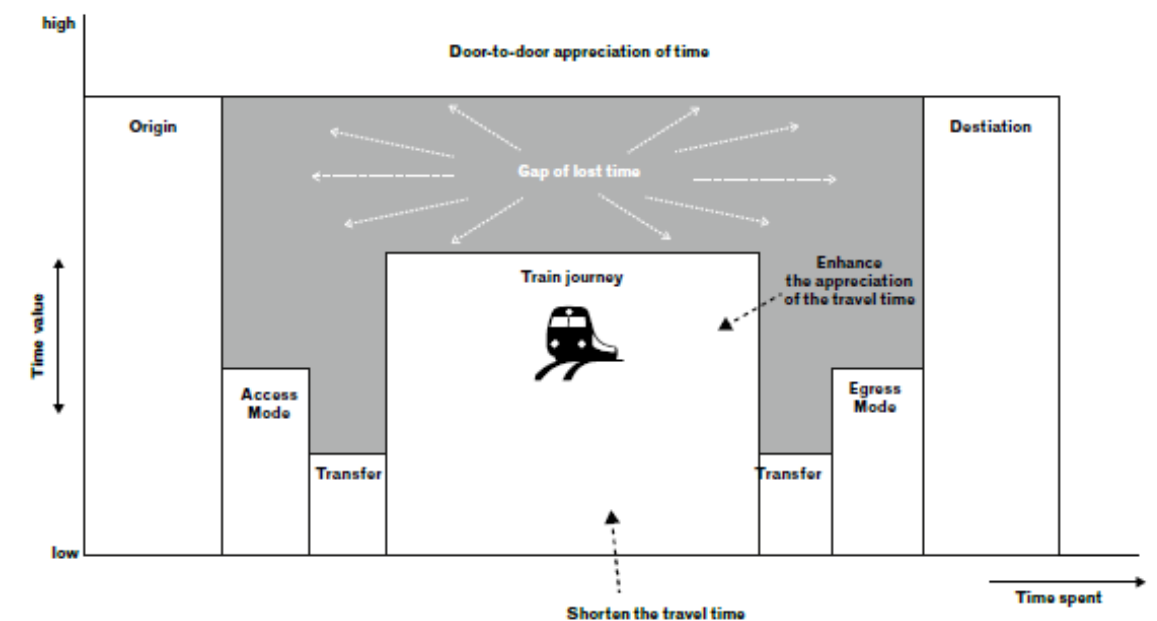 high
Door-to-door appreciation of time
Origin
Destiation
Gap of lost time
Train journey
Enhance
the appreciation
of the travel time
Time value
Access
Mode
Egress
Mode
Transfer
Transfer
low
Time spent
Shorten the travel time